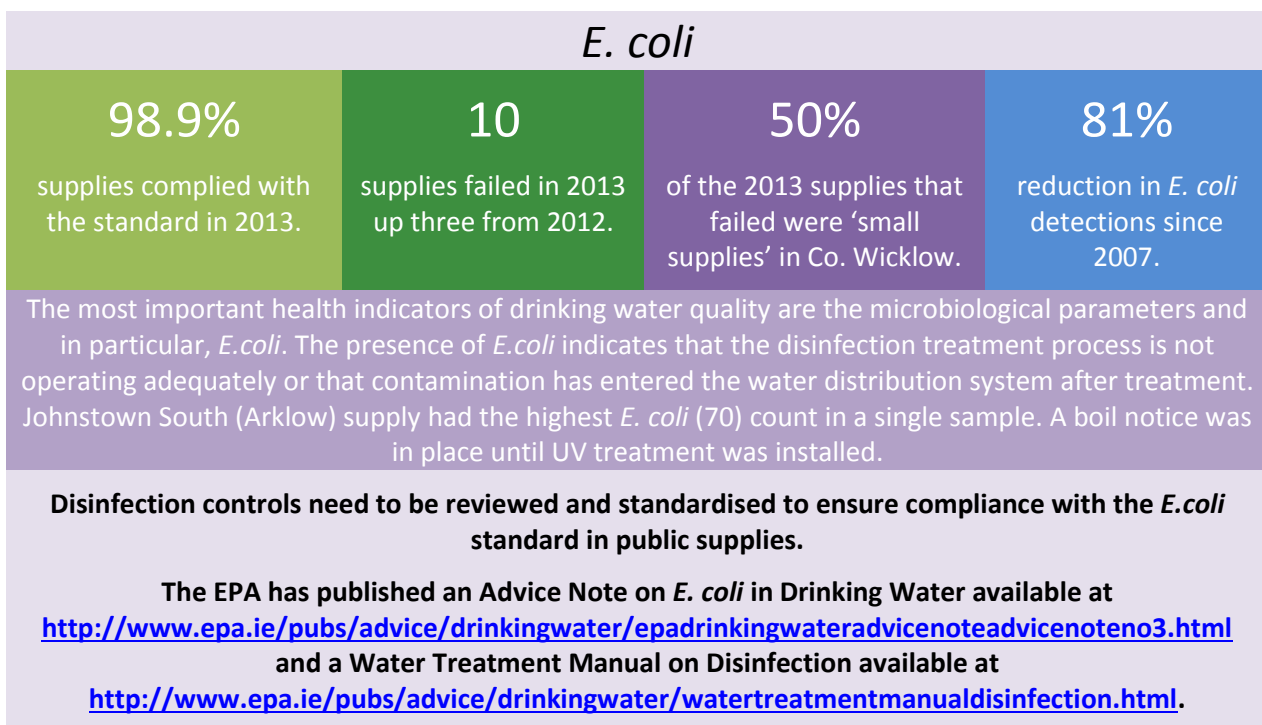 E. coli
98.9%
supplies complied with
the standard in 2013.
10
supplies failed in 2013
up three from 2012.
50%
of the 2013 supplies that
failed were ‘small
supplies’ in Co. Wicklow.
81%
reduction in E. coli
detections since
2007.
The most important health indicators of drinking water quality are the microbiological parameters and
in particular, E.coli. The presence of E.coli indicates that the disinfection treatment process is not
operating adequately or that contamination has entered the water distribution system after treatment.
Johnstown South (Arklow) supply had the highest E. coli (70) count in a single sample. A boil notice was
in place until UV treatment was installed.
Disinfection controls need to be reviewed and standardised to ensure compliance with the E.coli
standard in public supplies.
The EPA has published an Advice Note on E. coli in Drinking Water available at
http://www.epa.ie/pubs/advice/drinkingwater/epadrinkingwateradvicenoteadvicenoteno3.html
and a Water Treatment Manual on Disinfection available at
http://www.epa.ie/pubs/advice/drinkingwater/watertreatmentmanualdisinfection.html.